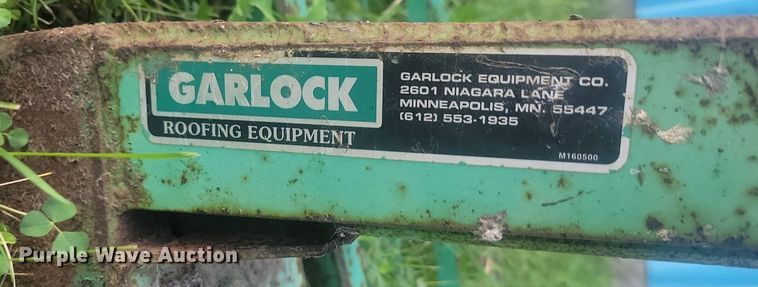 GARLOCK
ROOFING EQUIPMENT
GARLOCK EQUIPMENT CO.
2601 NIAGARA LANE
MINNEAPOLIS, MN. 55447
(612) 553-1935
M160500
Purple Wave Auction